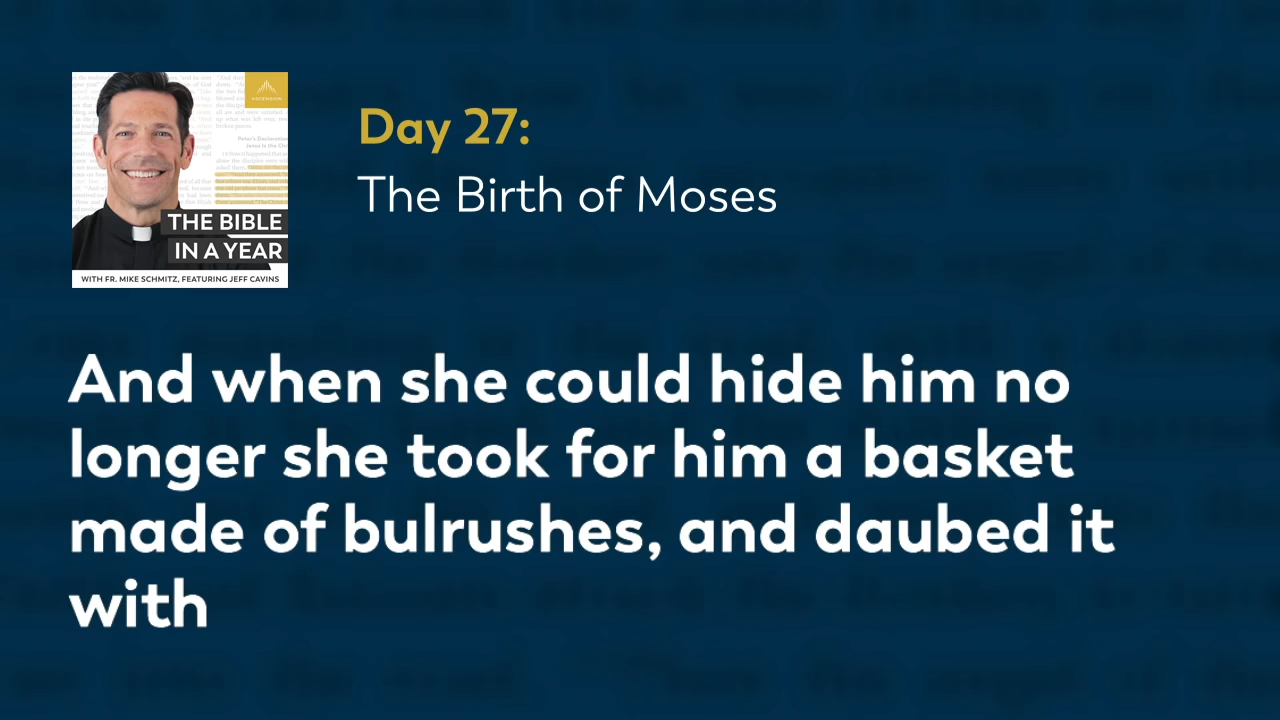 ASCENSION
THE BIBLE
IN A YEAR
WITH FR. MIKE SCHMITZ, FEATURING JEFF CAVINS
Day 27:
The Birth of Moses
And when she could hide him no
longer she took for him a basket
made of bulrushes, and daubed it
with